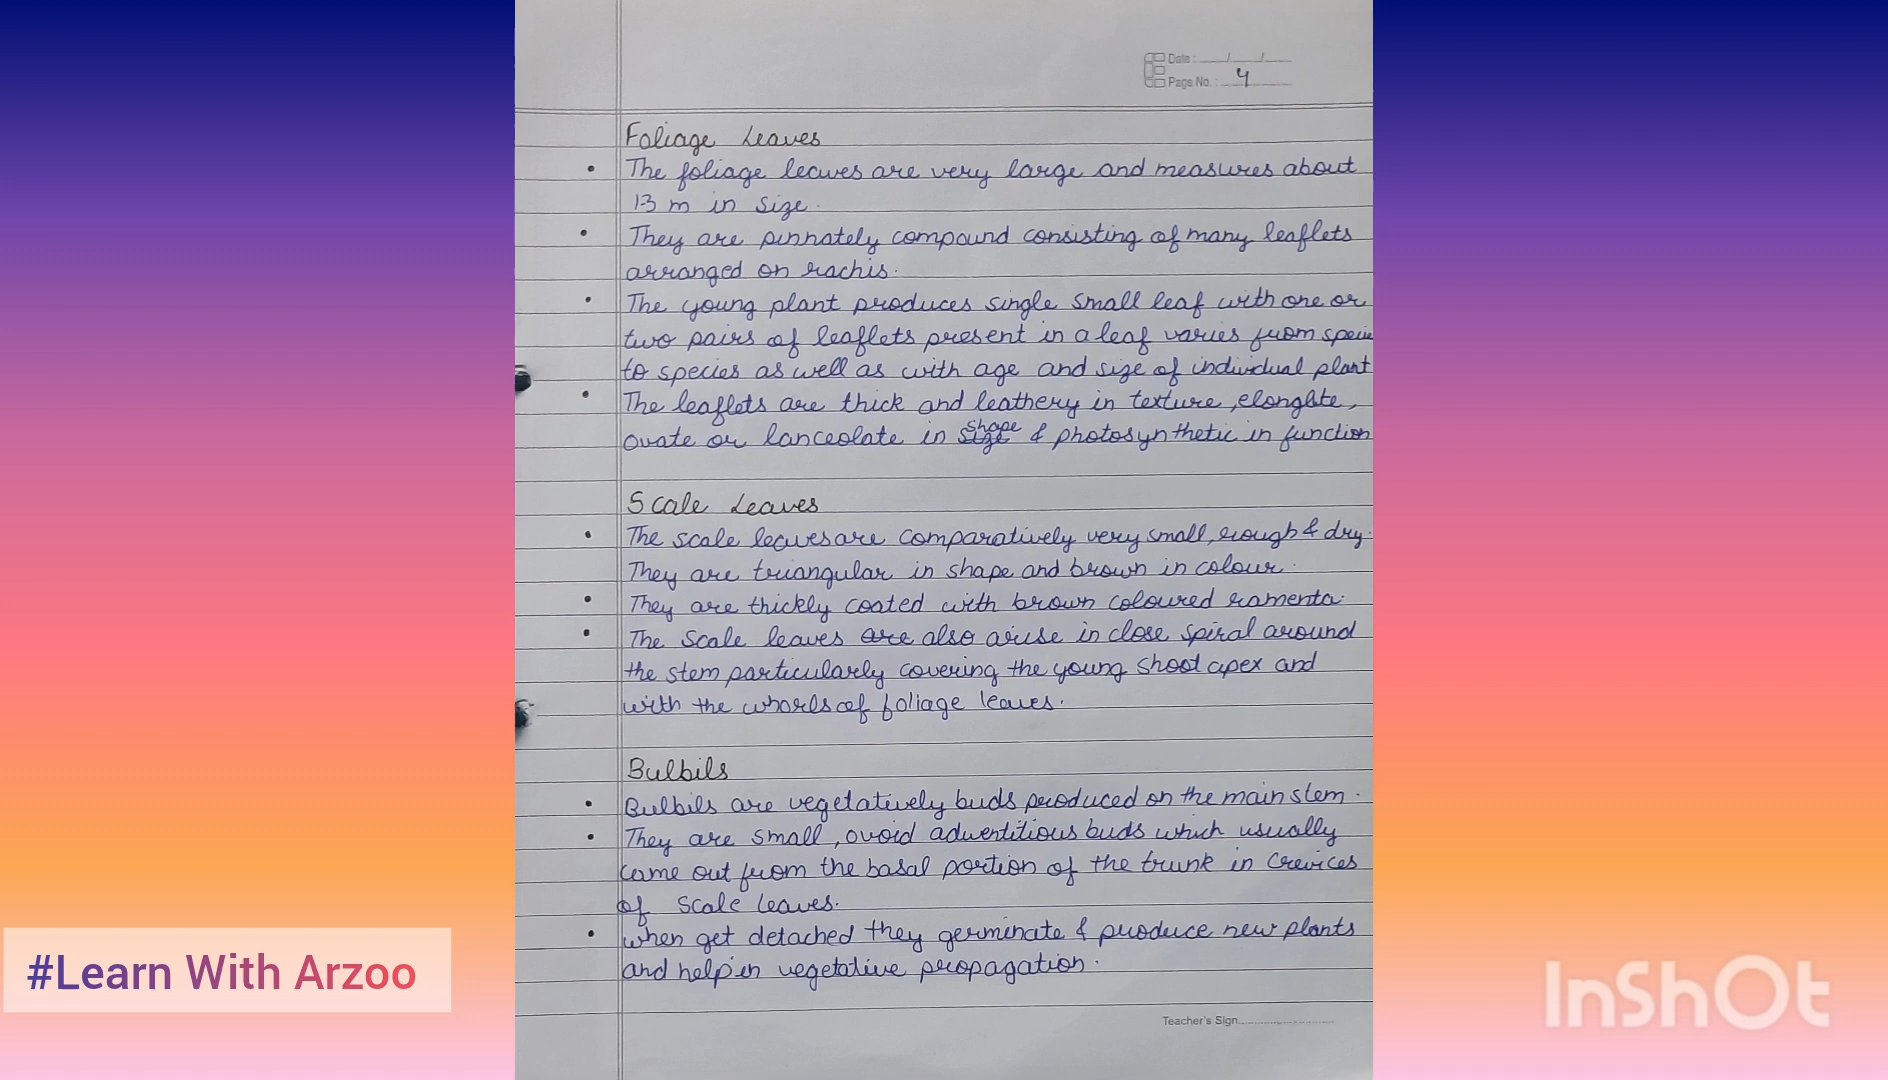 Date : ___/___/___
Page No. : 4
Foliage Leaves
• The foliage leaves are very large and measures about
13 m in size.
• They are pinnately compound consisting of many leaflets
arranged on rachis.
• The young plant produces single small leaf with one or
two pairs of leaflets present in a leaf varies from specie
to species as well as with age and size of individual plant
• The leaflets are thick and leathery in texture, elongate,
shape
ovate or lanceolate in size & photosynthetic in function
Scale Leaves
• The scale leaves are comparatively very small, rough & dry.
They are triangular in shape and brown in colour.
• They are thickly coated with brown coloured ramenta.
• The scale leaves are also arise in close spiral around
the stem particularly covering the young shoot apex and
with the whorls of foliage leaves.
Bulbils
• Bulbils are vegetatively buds produced on the main stem.
• They are small, ovoid adventitious buds which usually
come out from the basal portion of the trunk in crevices
of scale leaves.
• when get detached they germinate & produce new plants
and help in vegetative propagation.
Teacher's Sign
#Learn With Arzoo
InShOt